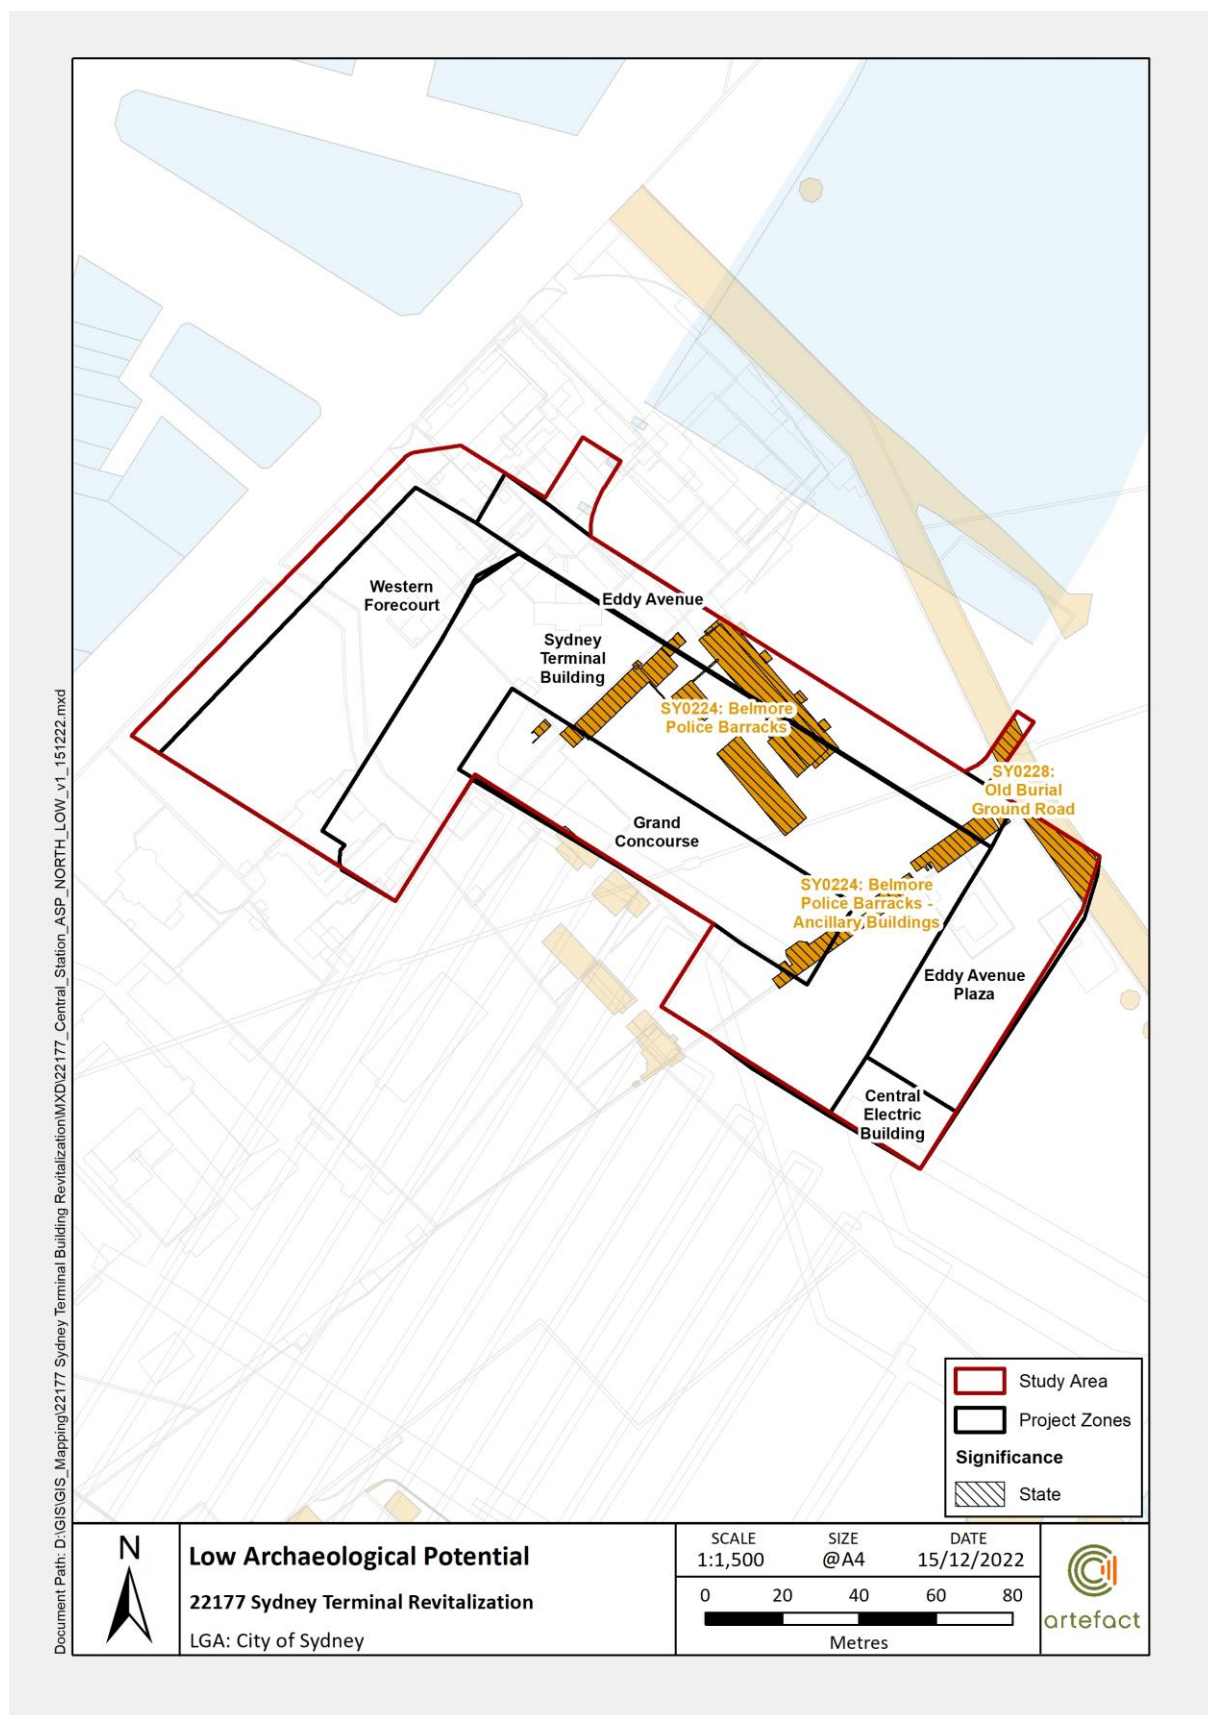 Western
Forecourt
Eddy Avenue
Sydney
Terminal
Building
SY0224: Belmore
Police Barracks
SY0228:
Old Burial
Ground Road
Grand
Concourse
SY0224: Belmore
Police Barracks -
Ancillary Buildings
Eddy Avenue
Plaza
Central
Electric
Building
Study Area
Project Zones
Significance
State
Document Path: D:\GIS\GIS_Mapping\22177 Sydney Terminal Building Revitalization\MXD\22177_Central_Station_ASP_NORTH_LOW_v1_151222.mxd
N
Low Archaeological Potential
22177 Sydney Terminal Revitalization
LGA: City of Sydney
SCALE SIZE DATE
1:1,500 @A4 15/12/2022
0 20 40 60 80
Metres
artefact